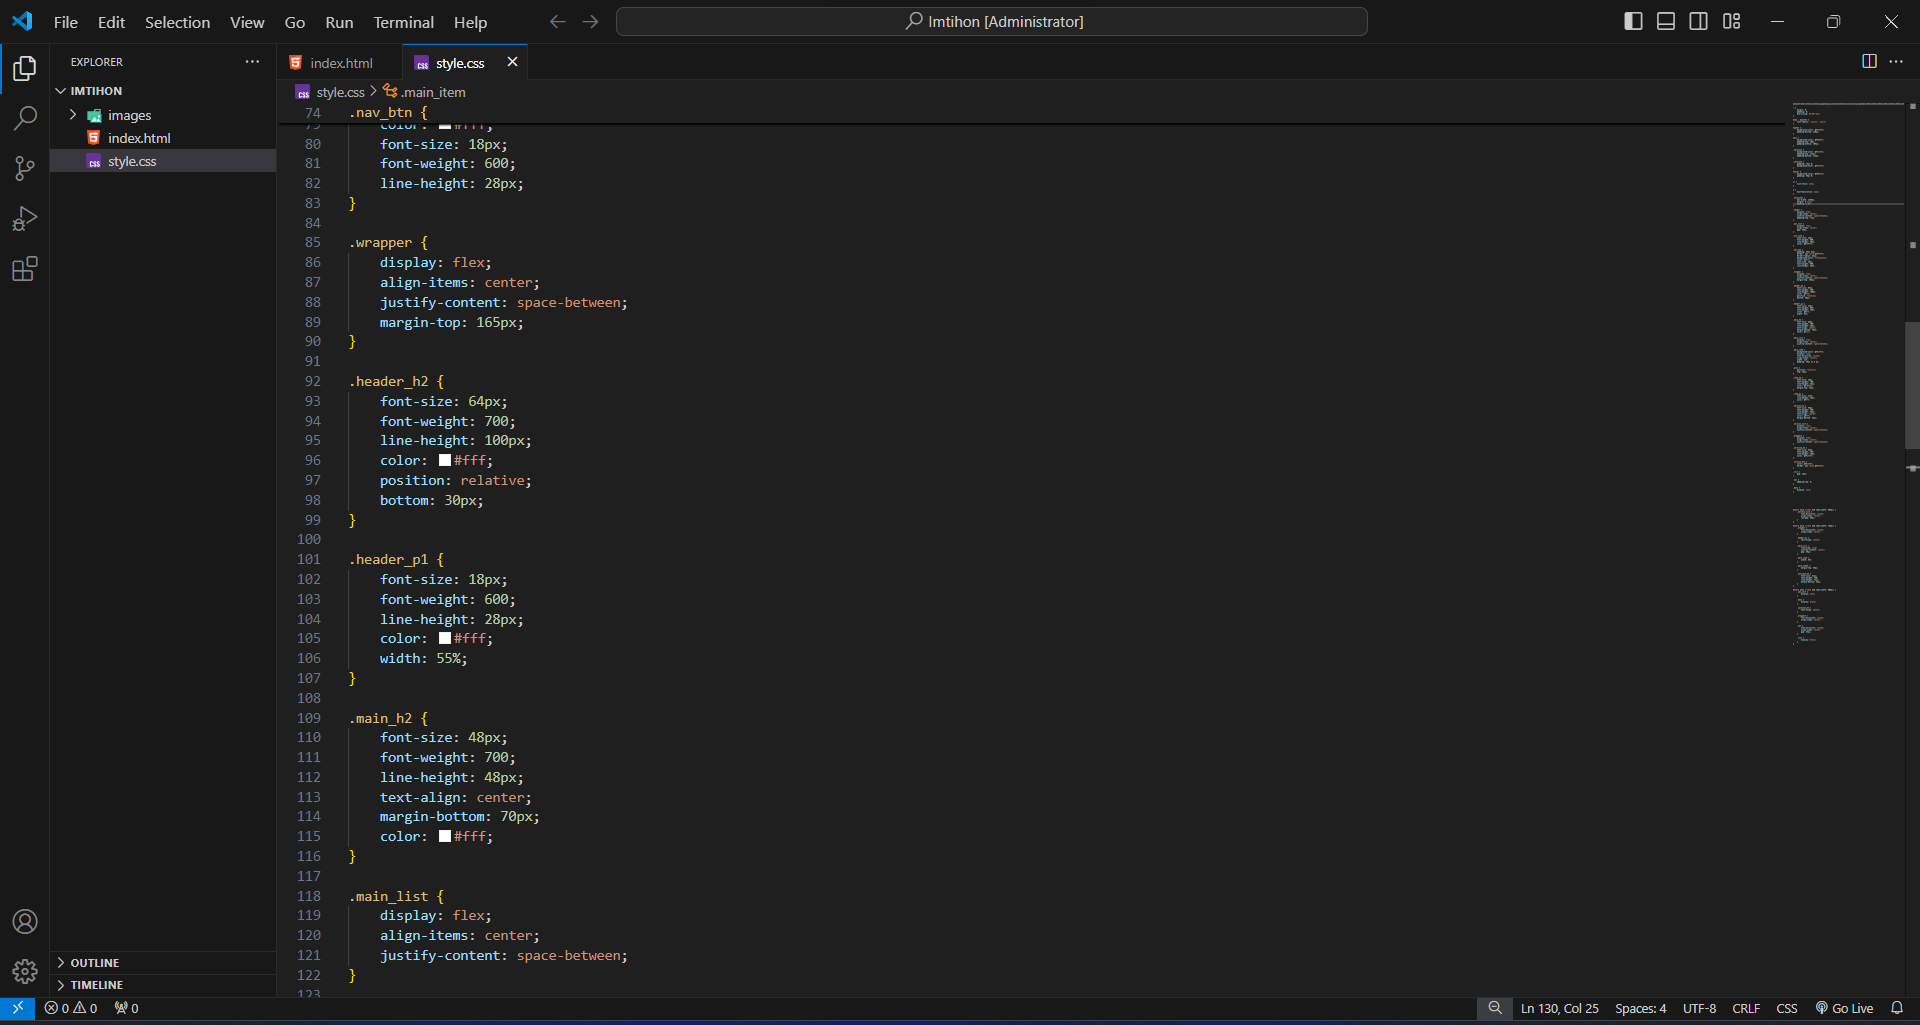 File Edit Selection View Go Run Terminal Help
Imtihon [Administrator]
EXPLORER
IMTIHON
images
index.html
style.css
OUTLINE
TIMELINE
index.html
style.css
style.css > .main_item
74 .nav_btn {
79 color: #fff;
80 font-size: 18px;
81 font-weight: 600;
82 line-height: 28px;
83 }
84
85 .wrapper {
86 display: flex;
87 align-items: center;
88 justify-content: space-between;
89 margin-top: 165px;
90 }
91
92 .header_h2 {
93 font-size: 64px;
94 font-weight: 700;
95 line-height: 100px;
96 color: #fff;
97 position: relative;
98 bottom: 30px;
99 }
100
101 .header_p1 {
102 font-size: 18px;
103 font-weight: 600;
104 line-height: 28px;
105 color: #fff;
106 width: 55%;
107 }
108
109 .main_h2 {
110 font-size: 48px;
111 font-weight: 700;
112 line-height: 48px;
113 text-align: center;
114 margin-bottom: 70px;
115 color: #fff;
116 }
117
118 .main_list {
119 display: flex;
120 align-items: center;
121 justify-content: space-between;
122 }
123
0 0 0
Ln 130, Col 25 Spaces: 4 UTF-8 CRLF CSS Go Live